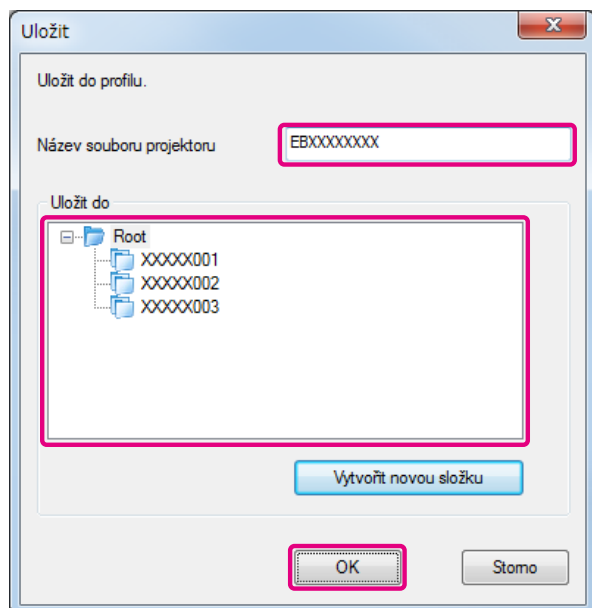 Uložit
Uložit do profilu.
Název souboru projektoru EBXXXXXXXX
Uložit do
Root
XXXXX001
XXXXX002
XXXXX003
Vytvořit novou složku
OK Storno